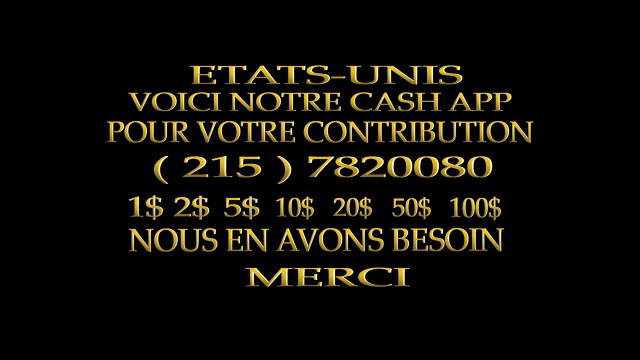 ETATS-UNIS
VOICI NOTRE CASH APP
POUR VOTRE CONTRIBUTION
( 215 ) 7820080
1$ 2$ 5$ 10$ 20$ 50$ 100$
NOUS EN AVONS BESOIN
MERCI